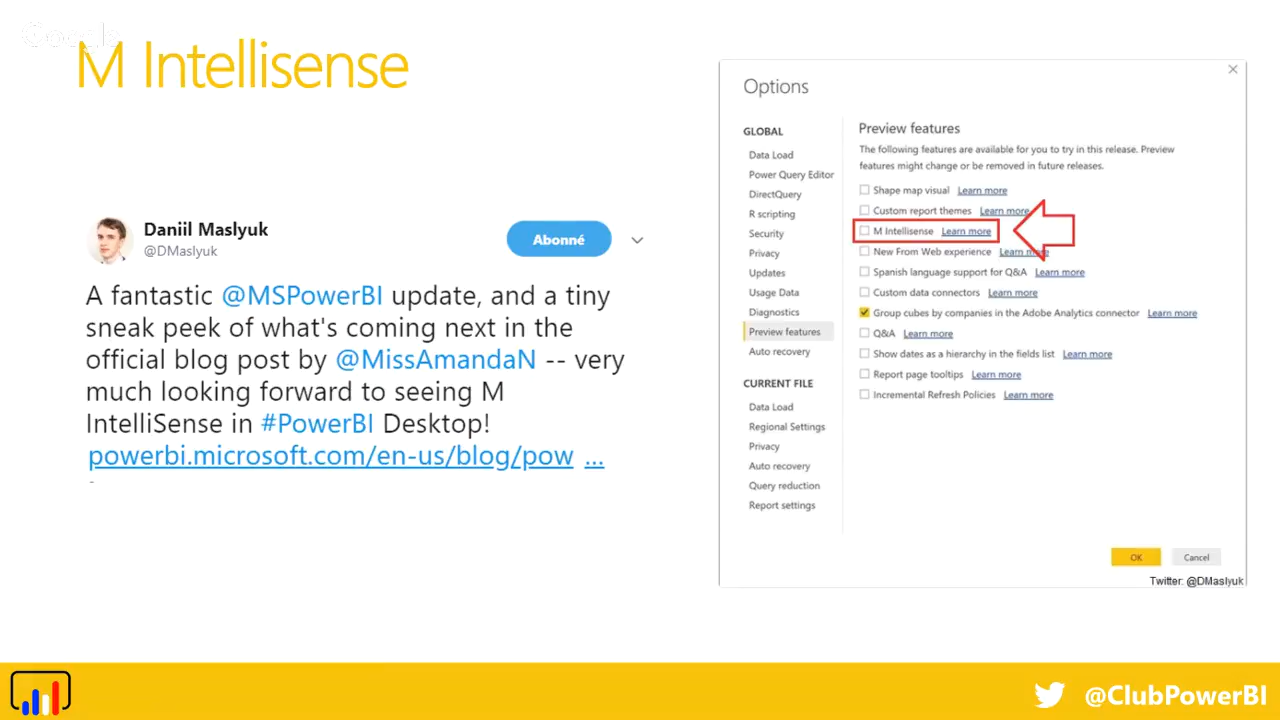 Google
M Intellisense
Daniil Maslyuk
@DMaslyuk
Abonné
A fantastic @MSPowerBI update, and a tiny
sneak peek of what's coming next in the
official blog post by @MissAmandaN -- very
much looking forward to seeing M
IntelliSense in #PowerBI Desktop!
powerbi.microsoft.com/en-us/blog/pow ...
Options
GLOBAL
Data Load
Power Query Editor
DirectQuery
R scripting
Security
Privacy
Updates
Usage Data
Diagnostics
Preview features
Auto recovery
CURRENT FILE
Data Load
Regional Settings
Privacy
Auto recovery
Query reduction
Report settings
Preview features
The following features are available for you to try in this release. Preview
features might change or be removed in future releases.
Shape map visual Learn more
Custom report themes Learn more
M Intellisense Learn more
New From Web experience Learn more
Spanish language support for Q&A Learn more
Custom data connectors Learn more
Group cubes by companies in the Adobe Analytics connector Learn more
Q&A Learn more
Show dates as a hierarchy in the fields list Learn more
Report page tooltips Learn more
Incremental Refresh Policies Learn more
OK Cancel
Twitter: @DMaslyuk
@ClubPowerBI